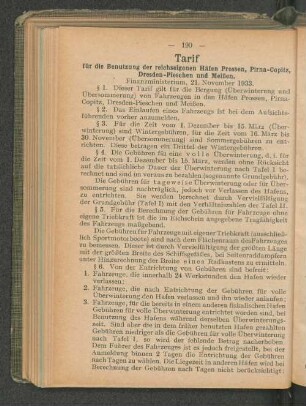 — 190 —
Tarif
für die Benutzung der reichseigenen Häfen Prossen, Pirna-Copitz,
Dresden-Pieschen und Meißen.
Finanzministerium, 21. November 1903.
§ 1. Dieser Tarif gilt für die Hergung (Überwinterung und
Übersommerung) von Fahrzeugen in den Häfen Prossen, Pirna-
Copitz, Dresden-Pieschen und Meißen.
§ 2. Das Einlaufen eines Fahrzeugs ist bei dem Aufsicht-
führenden vorher anzumelden.
§ 3. Für die Zeit vom 1. Dezember bis 15. März (Über-
winterung) sind Wintergebühren, für die Zeit vom 16. März bis
30. November (Übersommerung) sind Sommergebühren zu ent-
richten. Diese betragen ein Drittel der Wintergebühren.
§ 4. Die Gebühren für eine volle Überwinterung, d. i. für
die Zeit vom 1. Dezember bis 15. März, werden ohne Rücksicht
auf die tatsächliche Dauer der Überwinterung nach Tafel I be-
rechnet und sind im voraus zu bezahlen (sogenannte Grundgebühr).
Die Gebühren für tageweise Überwinterung oder für Über-
sommerung sind nachträglich, jedoch vor Verlassen des Hafens,
zu entrichten. Sie werden berechnet durch Vervielfältigung
der Grundgebühr (Tafel I) mit den Verhältniszahlen der Tafel II.
§ 5. Für die Berechnung der Gebühren für Fahrzeuge ohne
eigene Triebkraft ist die im Eichschein angegebene Tragfähigkeit
des Fahrzeugs maßgebend.
Die Gebühren für Fahrzeuge mit eigener Triebkraft (ausschließ-
lich Sportmotorboote) sind nach dem Flächenraum des Fahrzeuges
zu bemessen. Dieser ist durch Vervielfältigung der größten Länge
mit der größten Breite des Schiffsgefäßes, bei Seitenraddampfern
unter Hinzurechnung der Breite eines Radkastens zu ermitteln.
§ 6. Von der Entrichtung von Gebühren sind befreit:
1. Fahrzeuge, die innerhalb 24 Werkstunden den Hafen wieder
verlassen;
2. Fahrzeuge, die nach Entrichtung der Gebühren für volle
Überwinterung den Hafen verlassen und ihn wieder anlaufen;
3. Fahrzeuge, für die bereits in einem anderen fiskalischen Hafen
Gebühren für volle Überwinterung entrichtet worden sind, bei
Benutzung des Hafens während derselben Überwinterungs-
zeit. Sind aber die in dem früher benutzten Hafen gezahlten
Gebühren niedriger als die Gebühren für volle Überwinterung
nach Tafel I, so wird der fehlende Betrag nacherhoben.
Dem Führer des Fahrzeuges ist es jedoch freigestellt, bei der
Anmeldung binnen 2 Tagen die Entrichtung der Gebühren
nach Tagen zu wählen. Die Liegezeit in anderen Häfen wird bei
Berechnung der Gebühren nach Tagen nicht berücksichtigt;